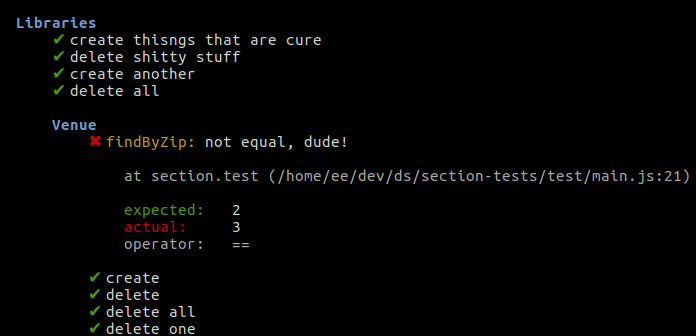 Libraries
✔ create thisngs that are cure
✔ delete shitty stuff
✔ create another
✔ delete all
Venue
✖ findByZip: not equal, dude!
at section.test (/home/ee/dev/ds/section-tests/test/main.js:21)
expected: 2
actual: 3
operator: ==
✔ create
✔ delete
✔ delete all
✔ delete one